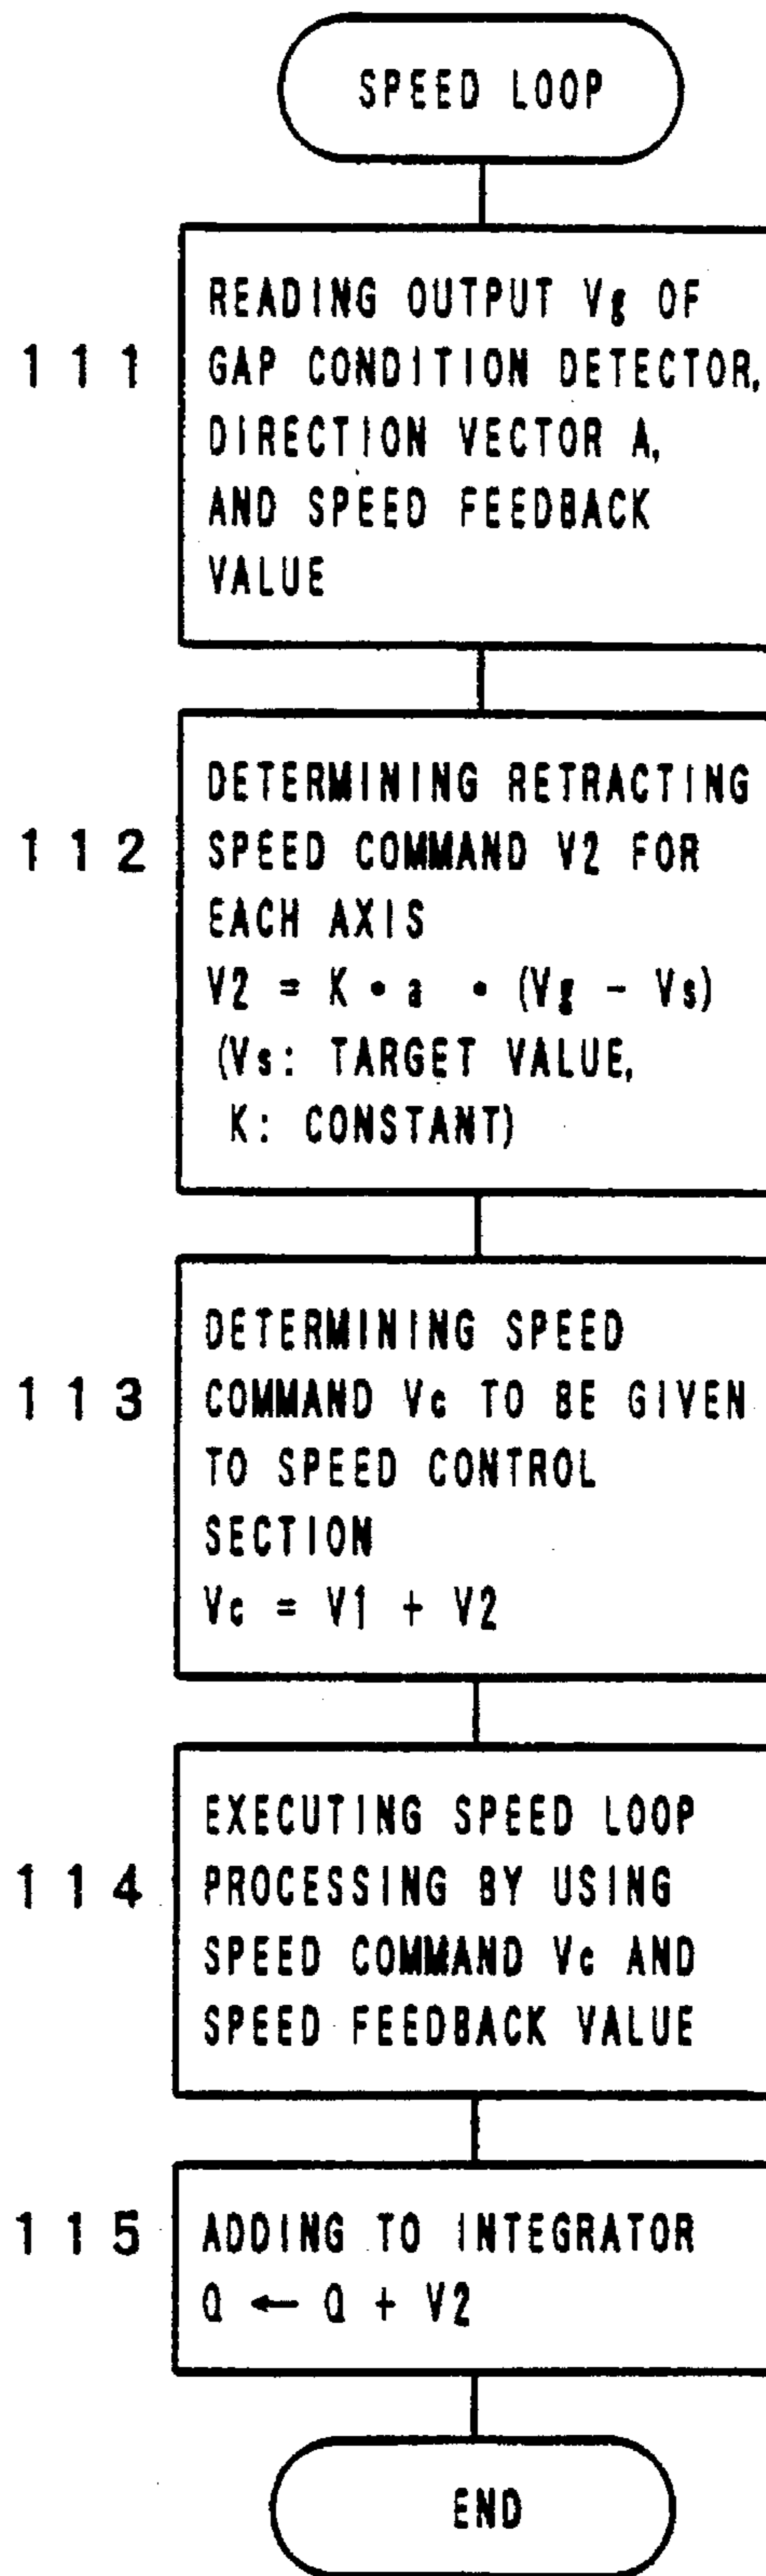 SPEED LOOP
111
READING OUTPUT Vg OF
GAP CONDITION DETECTOR,
DIRECTION VECTOR A,
AND SPEED FEEDBACK
VALUE
112
DETERMINING RETRACTING
SPEED COMMAND V2 FOR
EACH AXIS
V2 = K • a • (Vg - Vs)
(Vs: TARGET VALUE,
K: CONSTANT)
113
DETERMINING SPEED
COMMAND Vc TO BE GIVEN
TO SPEED CONTROL
SECTION
Vc = V1 + V2
114
EXECUTING SPEED LOOP
PROCESSING BY USING
SPEED COMMAND Vc AND
SPEED FEEDBACK VALUE
115
ADDING TO INTEGRATOR
Q ← Q + V2
END